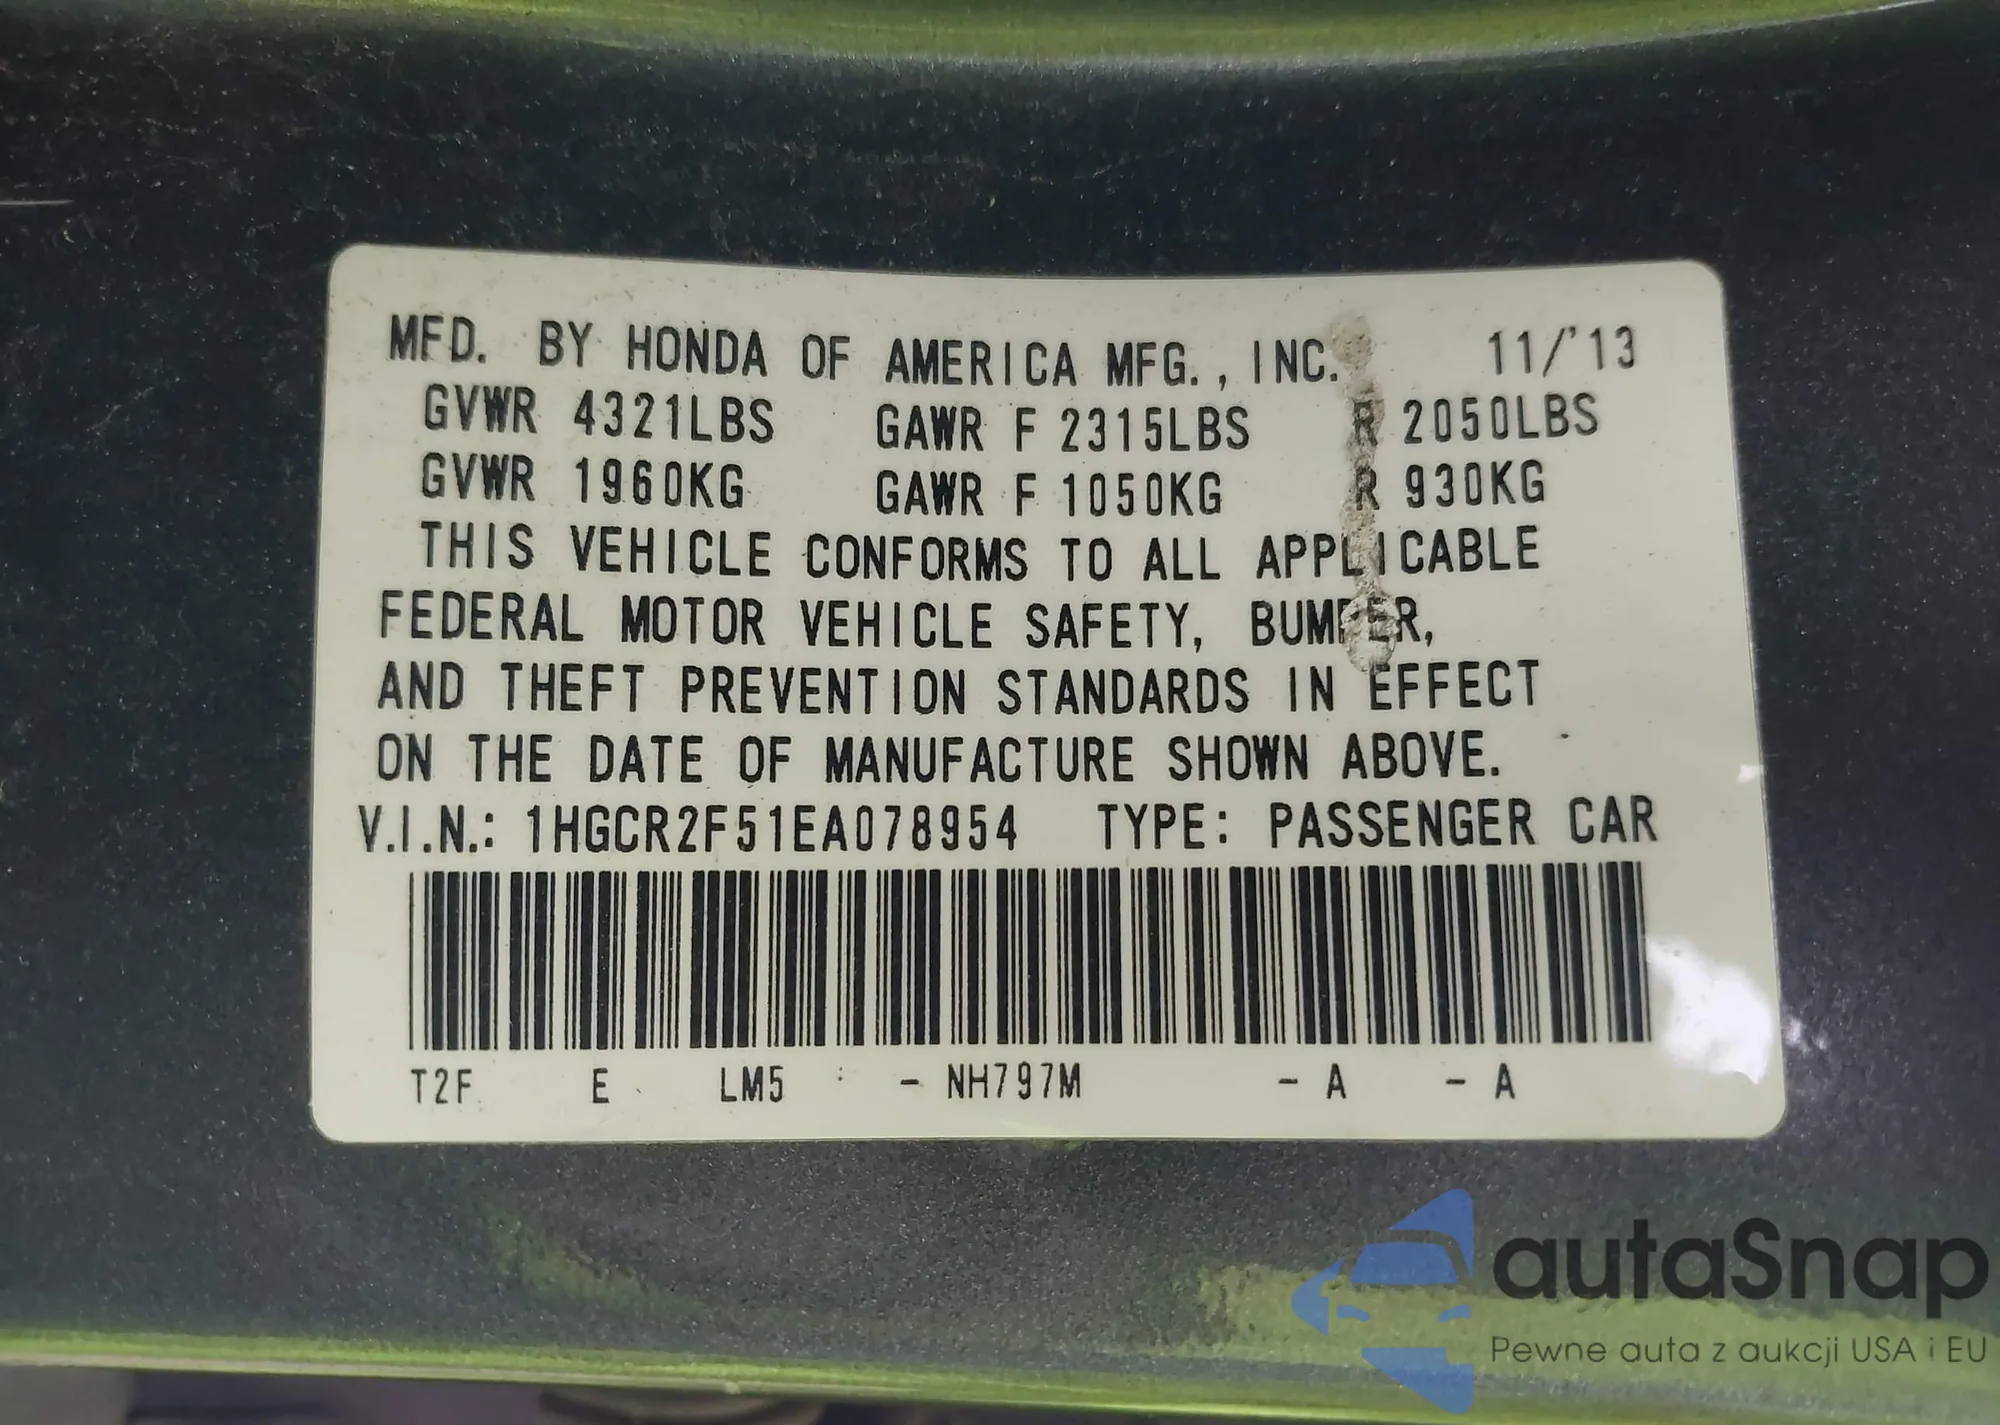 MFD. BY HONDA OF AMERICA MFG., INC. 11/'13
GVWR 4321LBS GAWR F 2315LBS R 2050LBS
GVWR 1960KG GAWR F 1050KG R 930KG
THIS VEHICLE CONFORMS TO ALL APPLICABLE
FEDERAL MOTOR VEHICLE SAFETY, BUMPER,
AND THEFT PREVENTION STANDARDS IN EFFECT
ON THE DATE OF MANUFACTURE SHOWN ABOVE.
V.I.N.: 1HGCR2F51EA078954 TYPE: PASSENGER CAR
T2F E LM5 - NH797M - A - A
autaSnap
Pewne auta z aukcji USA i EU